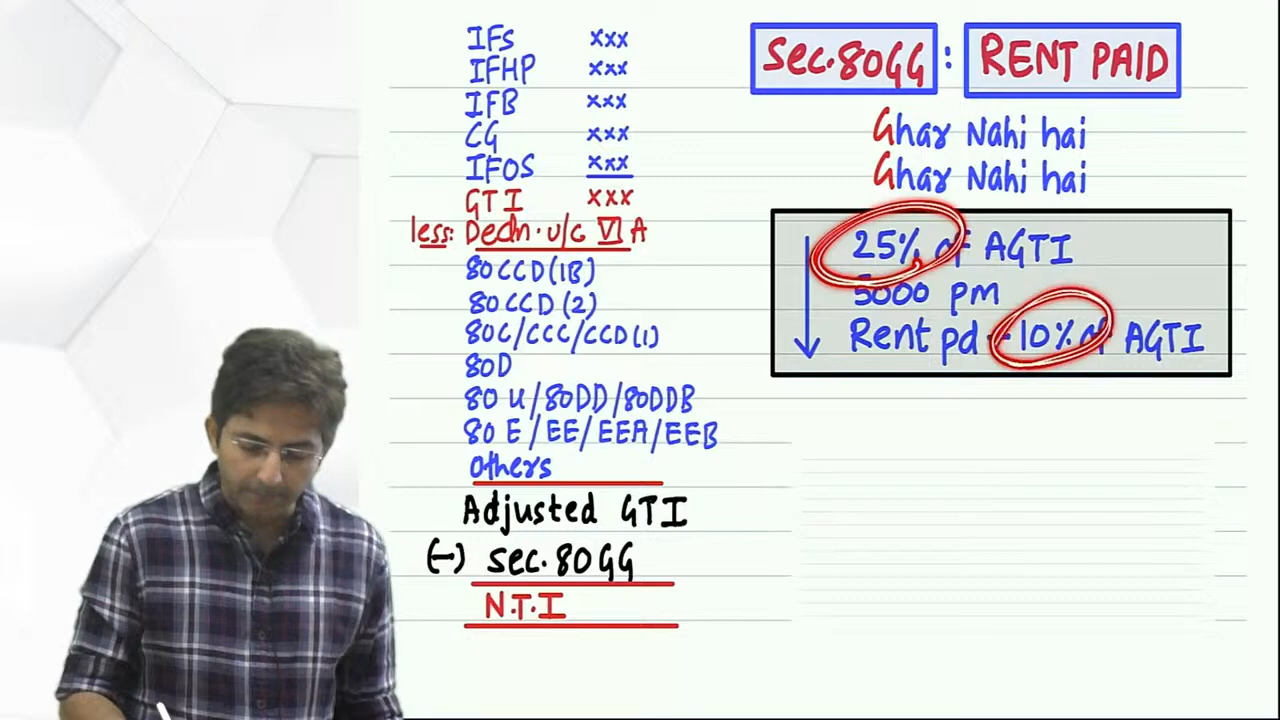 IFS xxx
IFHP xxx
IFB xxx
CG xxx
IFOS xxx
GTI xxx
less: Dedn. u/c VI A
80CCD(1B)
80CCD(2)
80C/CCC/CCD(1)
80D
80 U/80DD/80DDB
80 E/EE/EEA/EEB
Others
Adjusted GTI
(-) Sec.80GG
N.T.I
Sec.80GG : RENT PAID
Ghar Nahi hai
Ghar Nahi hai
25% of AGTI
5000 pm
Rent pd - 10% of AGTI